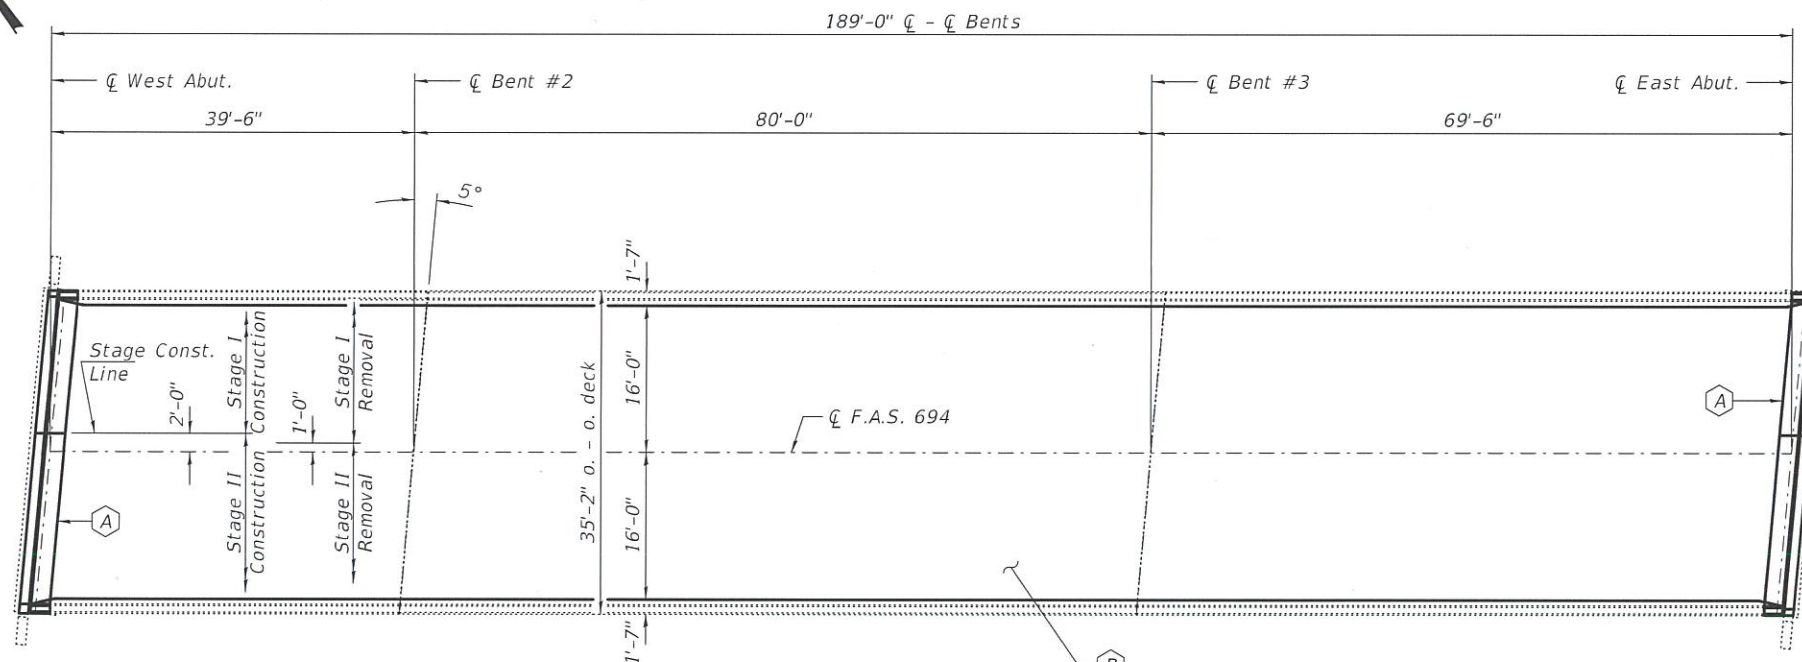 189'-0" ℄ - ℄ Bents
℄ West Abut.
℄ Bent #2
℄ Bent #3
℄ East Abut.
39'-6"
80'-0"
69'-6"
5°
1'-7"
Stage Const.
Line
2'-0"
Stage I
Construction
1'-0"
Stage I
Removal
35'-2" o. - o. deck
16'-0"
℄ F.A.S. 694
A
Stage II
Construction
Stage II
Removal
16'-0"
A
1'-7"